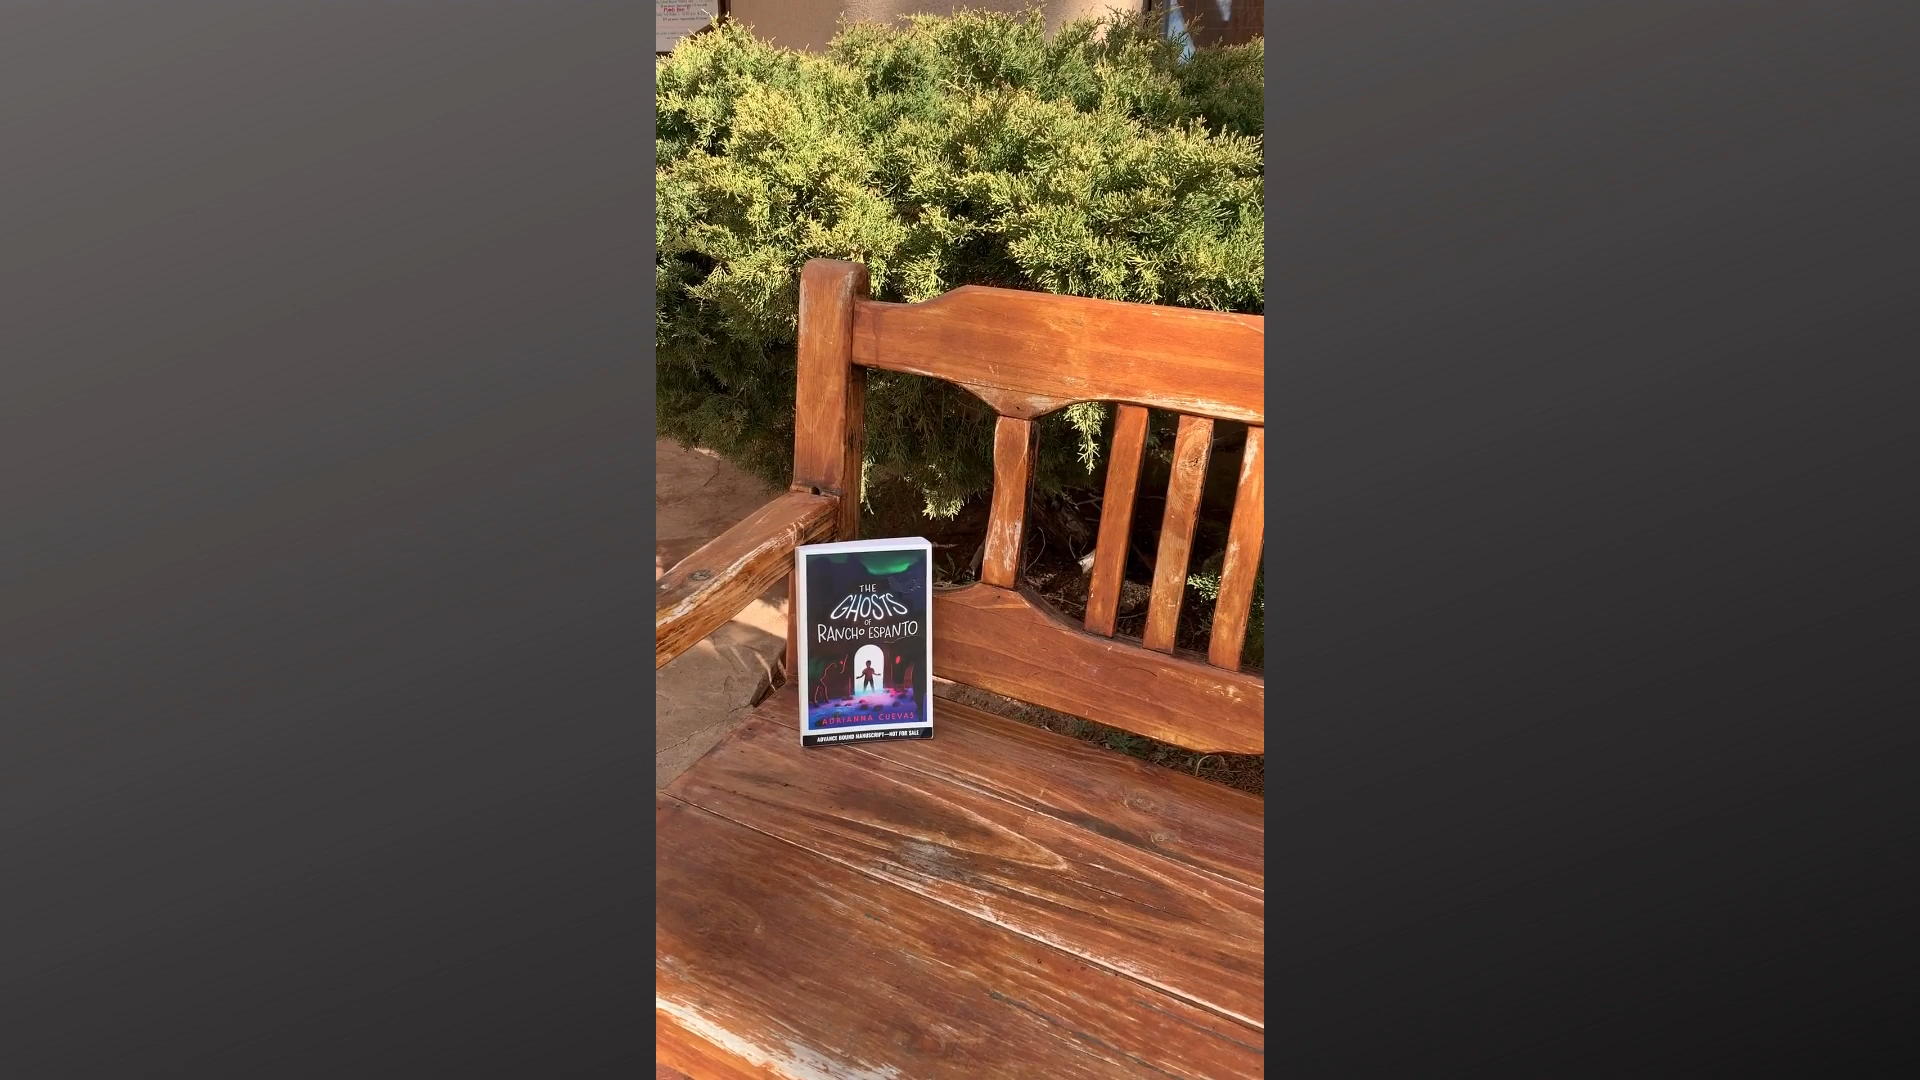 THE
GHOSTS
OF
RANCHO ESPANTO
ADRIANNA CUEVAS
ADVANCE BOUND MANUSCRIPT—NOT FOR SALE